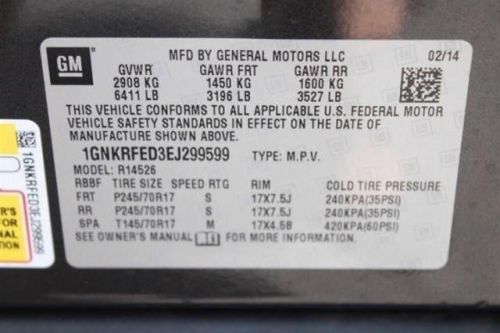 GM
MFD BY GENERAL MOTORS LLC 02/14
GVWR GAWR FRT GAWR RR
2908 KG 1450 KG 1600 KG
6411 LB 3196 LB 3527 LB
THIS VEHICLE CONFORMS TO ALL APPLICABLE U.S. FEDERAL MOTOR
VEHICLE SAFETY STANDARDS IN EFFECT ON THE DATE OF
MANUFACTURE SHOWN ABOVE.
1GNKRFED3EJ299599 TYPE: M.P.V.
MODEL: R14526
RBBF TIRE SIZE SPEED RTG RIM COLD TIRE PRESSURE
FRT P245/70R17 S 17X7.5J 240KPA(35PSI)
RR P245/70R17 S 17X7.5J 240KPA(35PSI)
SPA T145/70R17 M 17X4.5B 420KPA(60PSI)
SEE OWNER'S MANUAL FOR MORE INFORMATION
1GNKRFED3EJ299599